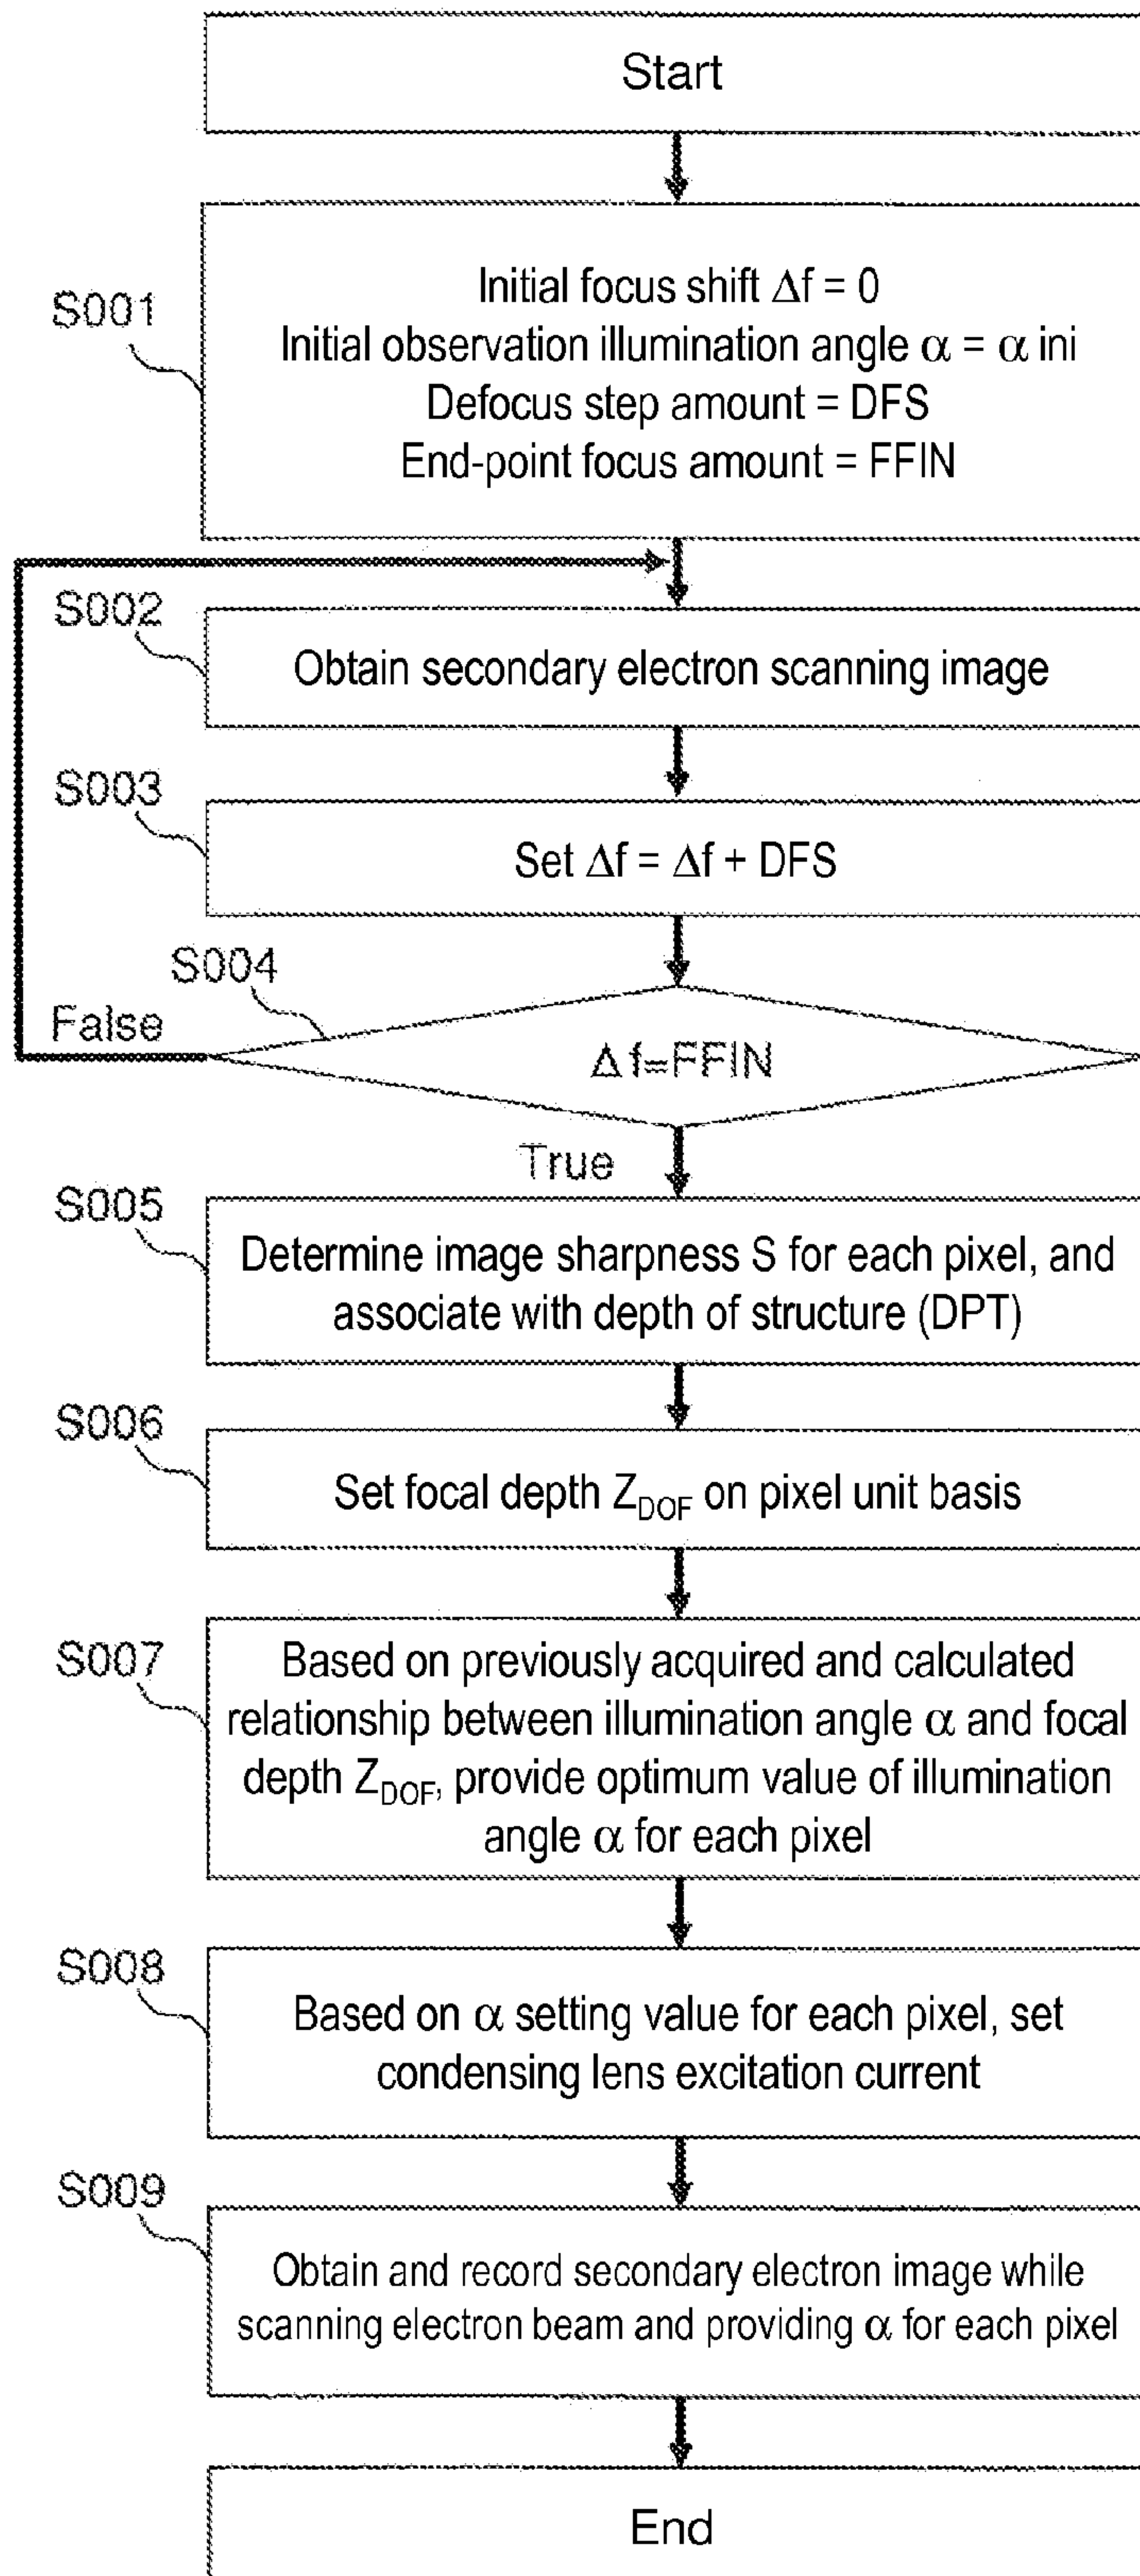 Start
S001
Initial focus shift Δf = 0
Initial observation illumination angle α = α ini
Defocus step amount = DFS
End-point focus amount = FFIN
S002
Obtain secondary electron scanning image
S003
Set Δf = Δf + DFS
S004
False
Δf=FFIN
True
S005
Determine image sharpness S for each pixel, and
associate with depth of structure (DPT)
S006
Set focal depth Z_DOF on pixel unit basis
S007
Based on previously acquired and calculated
relationship between illumination angle α and focal
depth Z_DOF, provide optimum value of illumination
angle α for each pixel
S008
Based on α setting value for each pixel, set
condensing lens excitation current
S009
Obtain and record secondary electron image while
scanning electron beam and providing α for each pixel
End